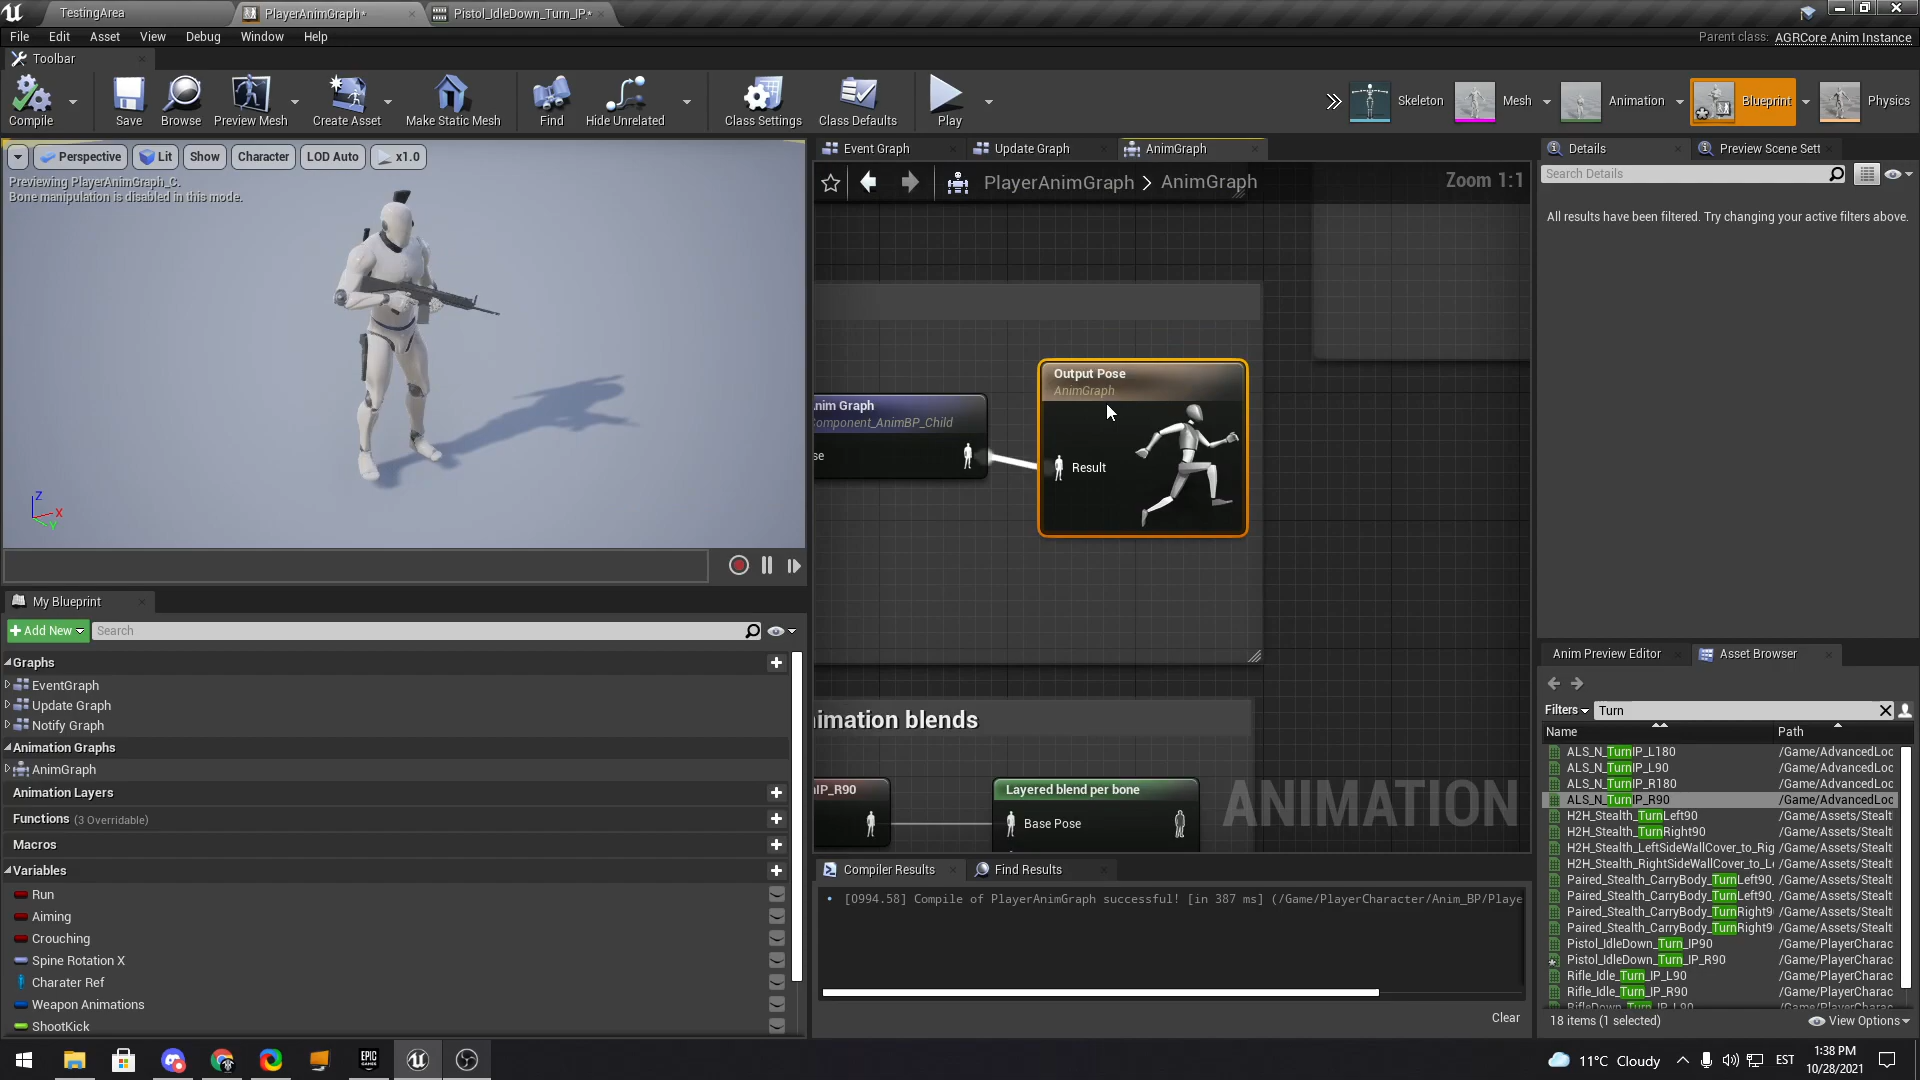 TestingArea
PlayerAnimGraph*
Pistol_IdleDown_Turn_IP.*
File Edit Asset View Debug Window Help
Parent class: AGRCore Anim Instance
Toolbar
Compile
Save
Browse
Preview Mesh
Create Asset
Make Static Mesh
Find
Hide Unrelated
Class Settings
Class Defaults
Play
Skeleton
Mesh
Animation
Blueprint
Physics
Perspective
Lit
Show
Character
LOD Auto
x1.0
Previewing PlayerAnimGraph_C.
Bone manipulation is disabled in this mode.
Z
X
Y
Event Graph
Update Graph
AnimGraph
PlayerAnimGraph > AnimGraph
Zoom 1:1
Output Pose
AnimGraph
Result
nim Graph
omponent_AnimBP_Child
se
imation blends
IP_R90
Layered blend per bone
Base Pose
ANIMATION
Details
Preview Scene Sett
Search Details
All results have been filtered. Try changing your active filters above.
My Blueprint
Add New
Search
Graphs
EventGraph
Update Graph
Notify Graph
Animation Graphs
AnimGraph
Animation Layers
Functions (3 Overridable)
Macros
Variables
Run
Aiming
Crouching
Spine Rotation X
Charater Ref
Weapon Animations
ShootKick
Compiler Results
Find Results
[0994.58] Compile of PlayerAnimGraph successful! [in 387 ms] (/Game/PlayerCharacter/Anim_BP/Playe
Clear
Anim Preview Editor
Asset Browser
Filters
Turn
Name Path
ALS_N_TurnIP_L180 /Game/AdvancedLoc
ALS_N_TurnIP_L90 /Game/AdvancedLoc
ALS_N_TurnIP_R180 /Game/AdvancedLoc
ALS_N_TurnIP_R90 /Game/AdvancedLoc
H2H_Stealth_TurnLeft90 /Game/Assets/Stealt
H2H_Stealth_TurnRight90 /Game/Assets/Stealt
H2H_Stealth_LeftSideWallCover_to_Rig /Game/Assets/Stealt
H2H_Stealth_RightSideWallCover_to_Le /Game/Assets/Stealt
Paired_Stealth_CarryBody_TurnLeft90_ /Game/Assets/Stealt
Paired_Stealth_CarryBody_TurnLeft90_ /Game/Assets/Stealt
Paired_Stealth_CarryBody_TurnRight9 /Game/Assets/Stealt
Paired_Stealth_CarryBody_TurnRight9 /Game/Assets/Stealt
Pistol_IdleDown_Turn_IP90 /Game/PlayerCharac
Pistol_IdleDown_Turn_IP_R90 /Game/PlayerCharac
Rifle_Idle_Turn_IP_L90 /Game/PlayerCharac
Rifle_Idle_Turn_IP_R90 /Game/PlayerCharac
RifleDown_Turn_IP_L90 /Game/PlayerCharac
18 items (1 selected)
View Options
EPIC
GAMES
11°C Cloudy
EST
1:38 PM
10/28/2021